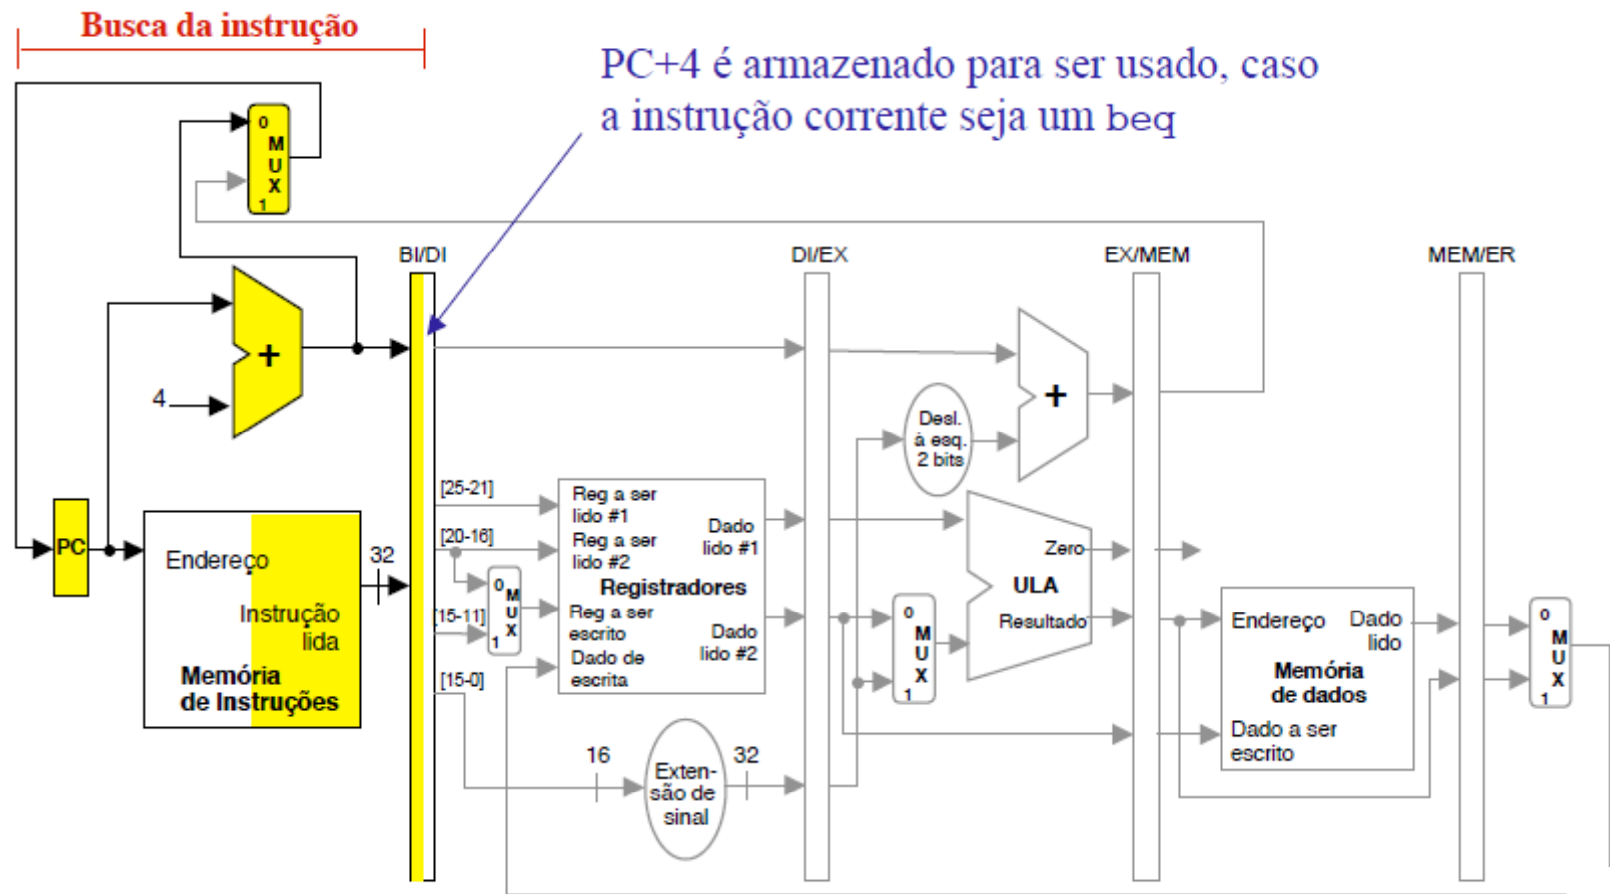 Busca da instrução
PC+4 é armazenado para ser usado, caso
a instrução corrente seja um beq
0
M
U
X
1
BI/DI
DI/EX
EX/MEM
MEM/ER
+
4
+
Desl.
à esq.
2 bits
PC
Endereço
32
Instrução
lida
Memória
de Instruções
[25-21]
[20-16]
[15-11]
[15-0]
0
M
U
X
1
Reg a ser
lido #1
Reg a ser
lido #2
Registradores
Reg a ser
escrito
Dado de
escrita
Dado
lido #1
Dado
lido #2
16
Exten-
são de
sinal
32
0
M
U
X
1
Zero
ULA
Resultado
Endereço
Dado
lido
Memória
de dados
Dado a ser
escrito
0
M
U
X
1